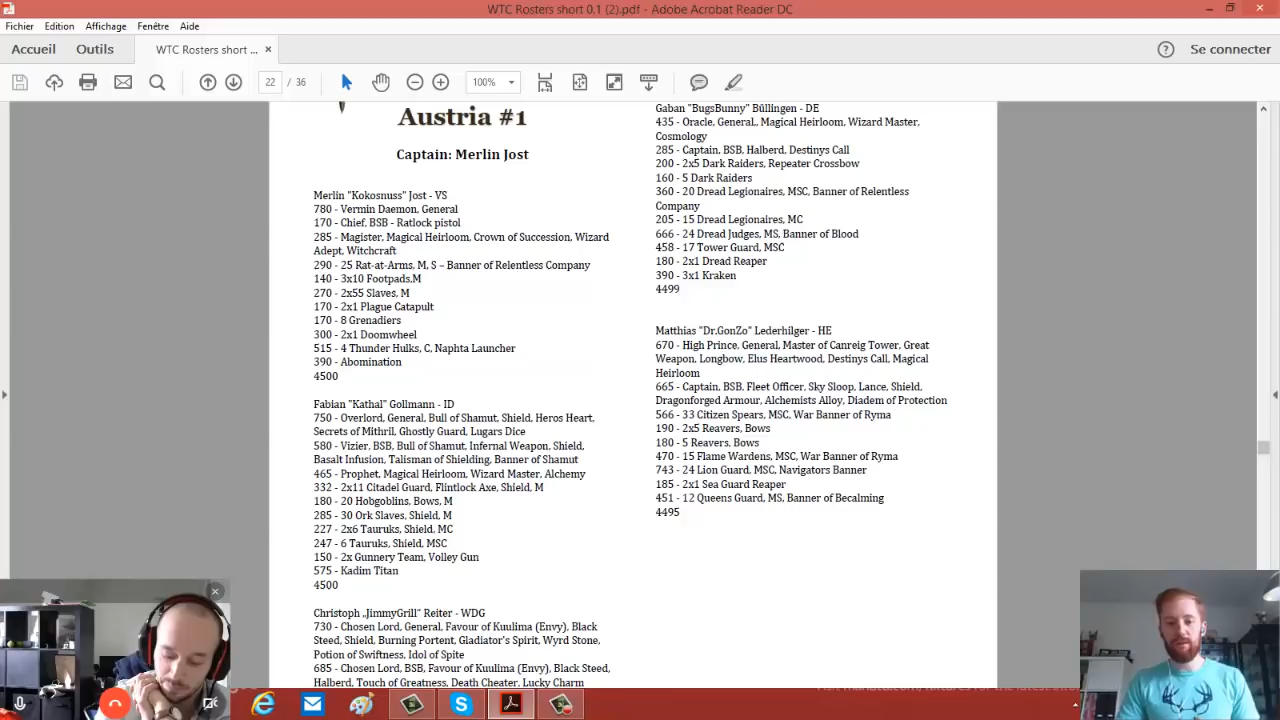 WTC Rosters short 0.1 (2).pdf - Adobe Acrobat Reader DC
Fichier Edition Affichage Fenêtre Aide
Accueil Outils WTC Rosters short ... × Se connecter
22 / 36 100%
Austria #1
Captain: Merlin Jost
Merlin "Kokosnuss" Jost - VS
780 - Vermin Daemon, General
170 - Chief, BSB - Ratlock pistol
285 - Magister, Magical Heirloom, Crown of Succession, Wizard
Adept, Witchcraft
290 - 25 Rat-at-Arms, M, S – Banner of Relentless Company
140 - 3x10 Footpads.M
270 - 2x55 Slaves, M
170 - 2x1 Plague Catapult
170 - 8 Grenadiers
300 - 2x1 Doomwheel
515 - 4 Thunder Hulks, C, Naphta Launcher
390 - Abomination
4500
Fabian "Kathal" Gollmann - ID
750 - Overlord, General, Bull of Shamut, Shield, Heros Heart,
Secrets of Mithril, Ghostly Guard, Lugars Dice
580 - Vizier, BSB, Bull of Shamut, Infernal Weapon, Shield,
Basalt Infusion, Talisman of Shielding, Banner of Shamut
465 - Prophet, Magical Heirloom, Wizard Master, Alchemy
332 - 2x11 Citadel Guard, Flintlock Axe, Shield, M
180 - 20 Hobgoblins, Bows, M
285 - 30 Ork Slaves, Shield, M
227 - 2x6 Tauruks, Shield, MC
247 - 6 Tauruks, Shield, MSC
150 - 2x Gunnery Team, Volley Gun
575 - Kadim Titan
4500
Christoph „JimmyGrill" Reiter - WDG
730 - Chosen Lord, General, Favour of Kuulima (Envy), Black
Steed, Shield, Burning Portent, Gladiator's Spirit, Wyrd Stone,
Potion of Swiftness, Idol of Spite
685 - Chosen Lord, BSB, Favour of Kuulima (Envy), Black Steed,
Halberd, Touch of Greatness, Death Cheater, Lucky Charm
Gaban "BugsBunny" Büllingen - DE
435 - Oracle, General, Magical Heirloom, Wizard Master,
Cosmology
285 - Captain, BSB, Halberd, Destinys Call
200 - 2x5 Dark Raiders, Repeater Crossbow
160 - 5 Dark Raiders
360 - 20 Dread Legionaires, MSC, Banner of Relentless
Company
205 - 15 Dread Legionaires, MC
666 - 24 Dread Judges, MS, Banner of Blood
458 - 17 Tower Guard, MSC
180 - 2x1 Dread Reaper
390 - 3x1 Kraken
4499
Matthias "Dr.GonZo" Lederhilger - HE
670 - High Prince, General, Master of Canreig Tower, Great
Weapon, Longbow, Elus Heartwood, Destinys Call, Magical
Heirloom
665 - Captain, BSB, Fleet Officer, Sky Sloop, Lance, Shield,
Dragonforged Armour, Alchemists Alloy, Diadem of Protection
566 - 33 Citizen Spears, MSC, War Banner of Ryma
190 - 2x5 Reavers, Bows
180 - 5 Reavers, Bows
470 - 15 Flame Wardens, MSC, War Banner of Ryma
743 - 24 Lion Guard, MSC, Navigators Banner
185 - 2x1 Sea Guard Reaper
451 - 12 Queens Guard, MS, Banner of Becalming
4495